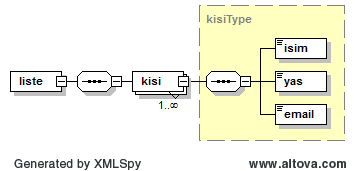 kisiType
isim
liste
kisi
yas
1..∞
email
Generated by XMLSpy
www.altova.com